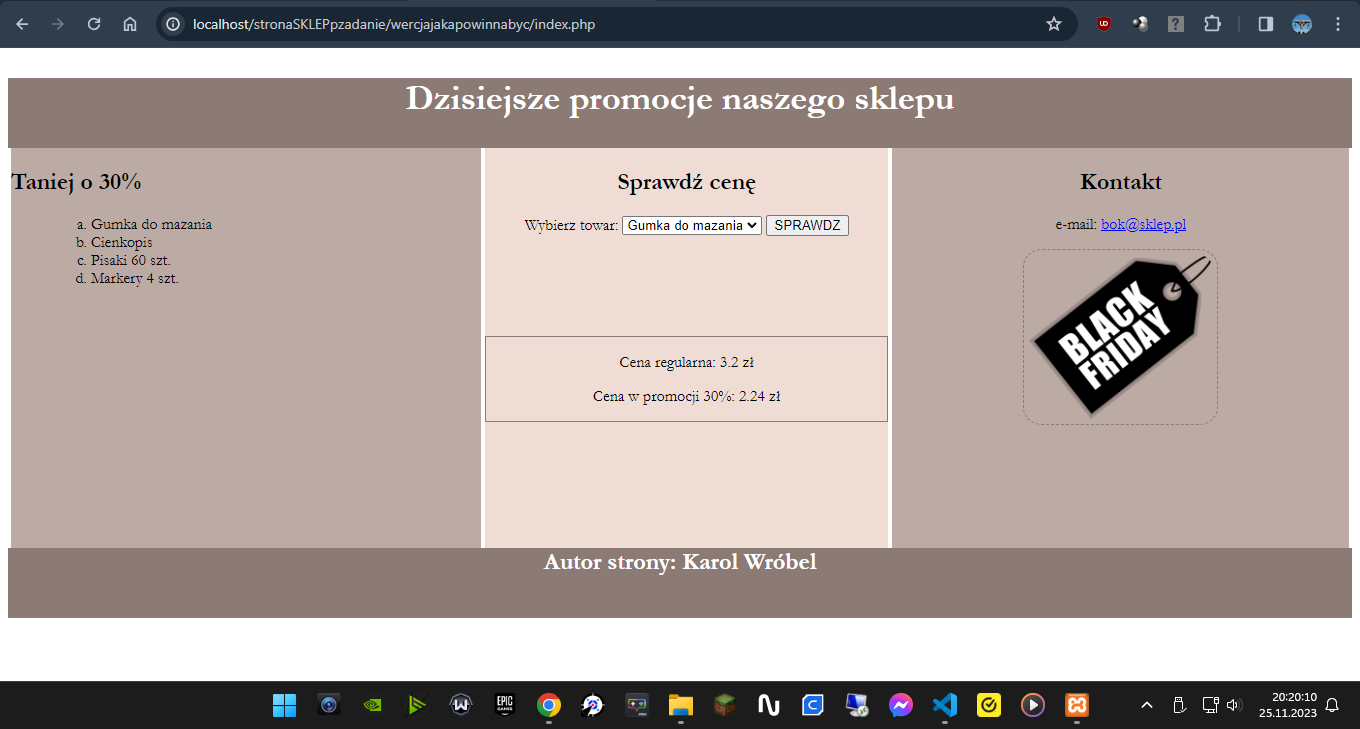 localhost/stronaSKLEPpzadanie/wercjajakapowinnabyc/index.php
Dzisiejsze promocje naszego sklepu
Taniej o 30%
a. Gumka do mazania
b. Cienkopis
c. Pisaki 60 szt.
d. Markery 4 szt.
Sprawdź cenę
Wybierz towar: Gumka do mazania SPRAWDZ
Cena regularna: 3.2 zł
Cena w promocji 30%: 2.24 zł
Kontakt
e-mail: bok@sklep.pl
BLACK
FRIDAY
Autor strony: Karol Wróbel
EPIC
GAMES
20:20:10
25.11.2023